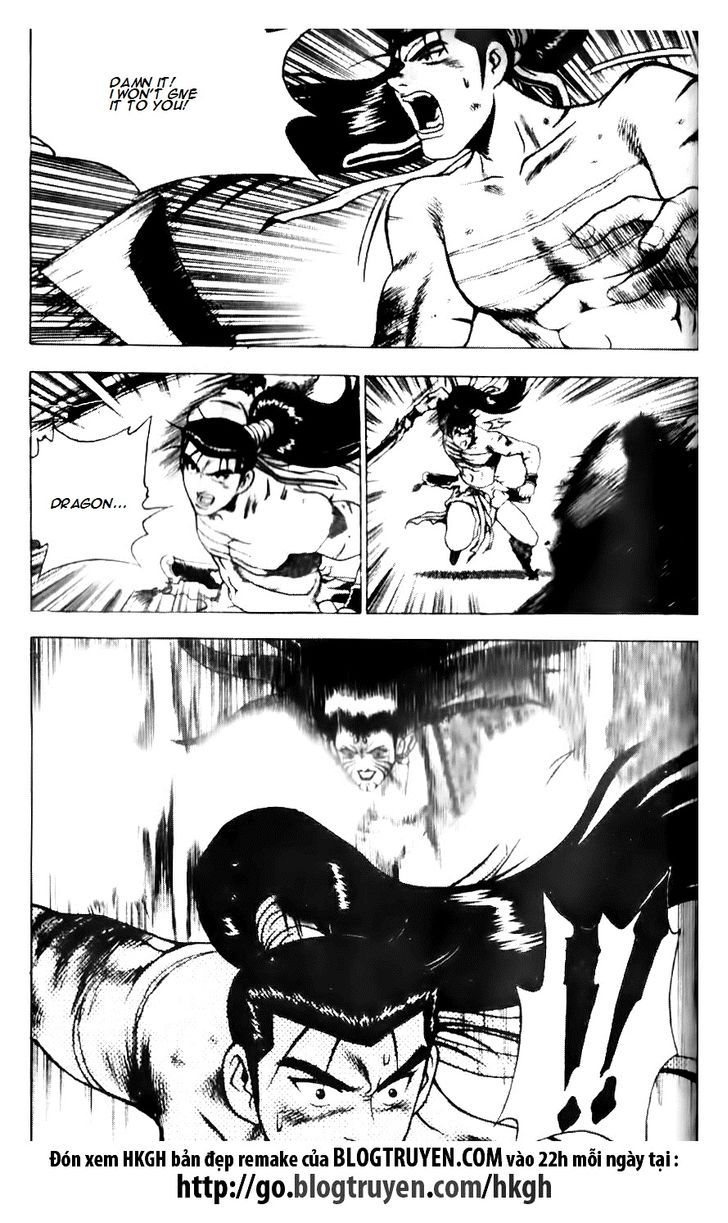 DAMN IT!
I WON'T GIVE
IT TO YOU!
DRAGON...
!!
Đón xem HKGH bản đẹp remake của BLOGTRUYEN.COM vào 22h mỗi ngày tại :
http://go.blogtruyen.com/hkgh